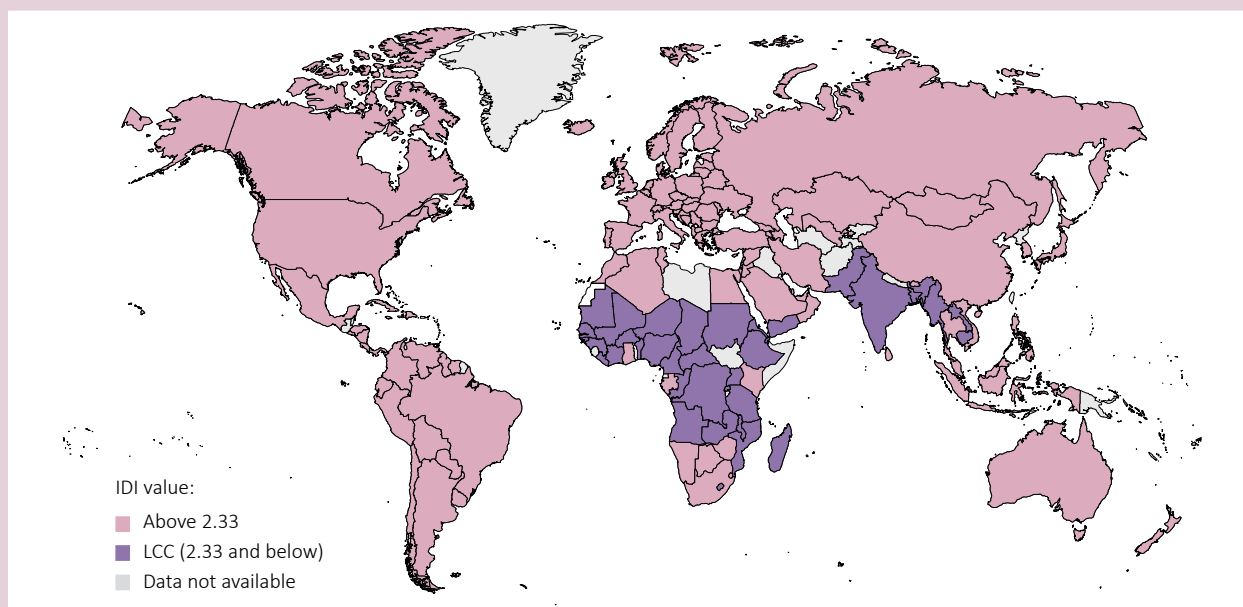 IDI value:
Above 2.33
LCC (2.33 and below)
Data not available